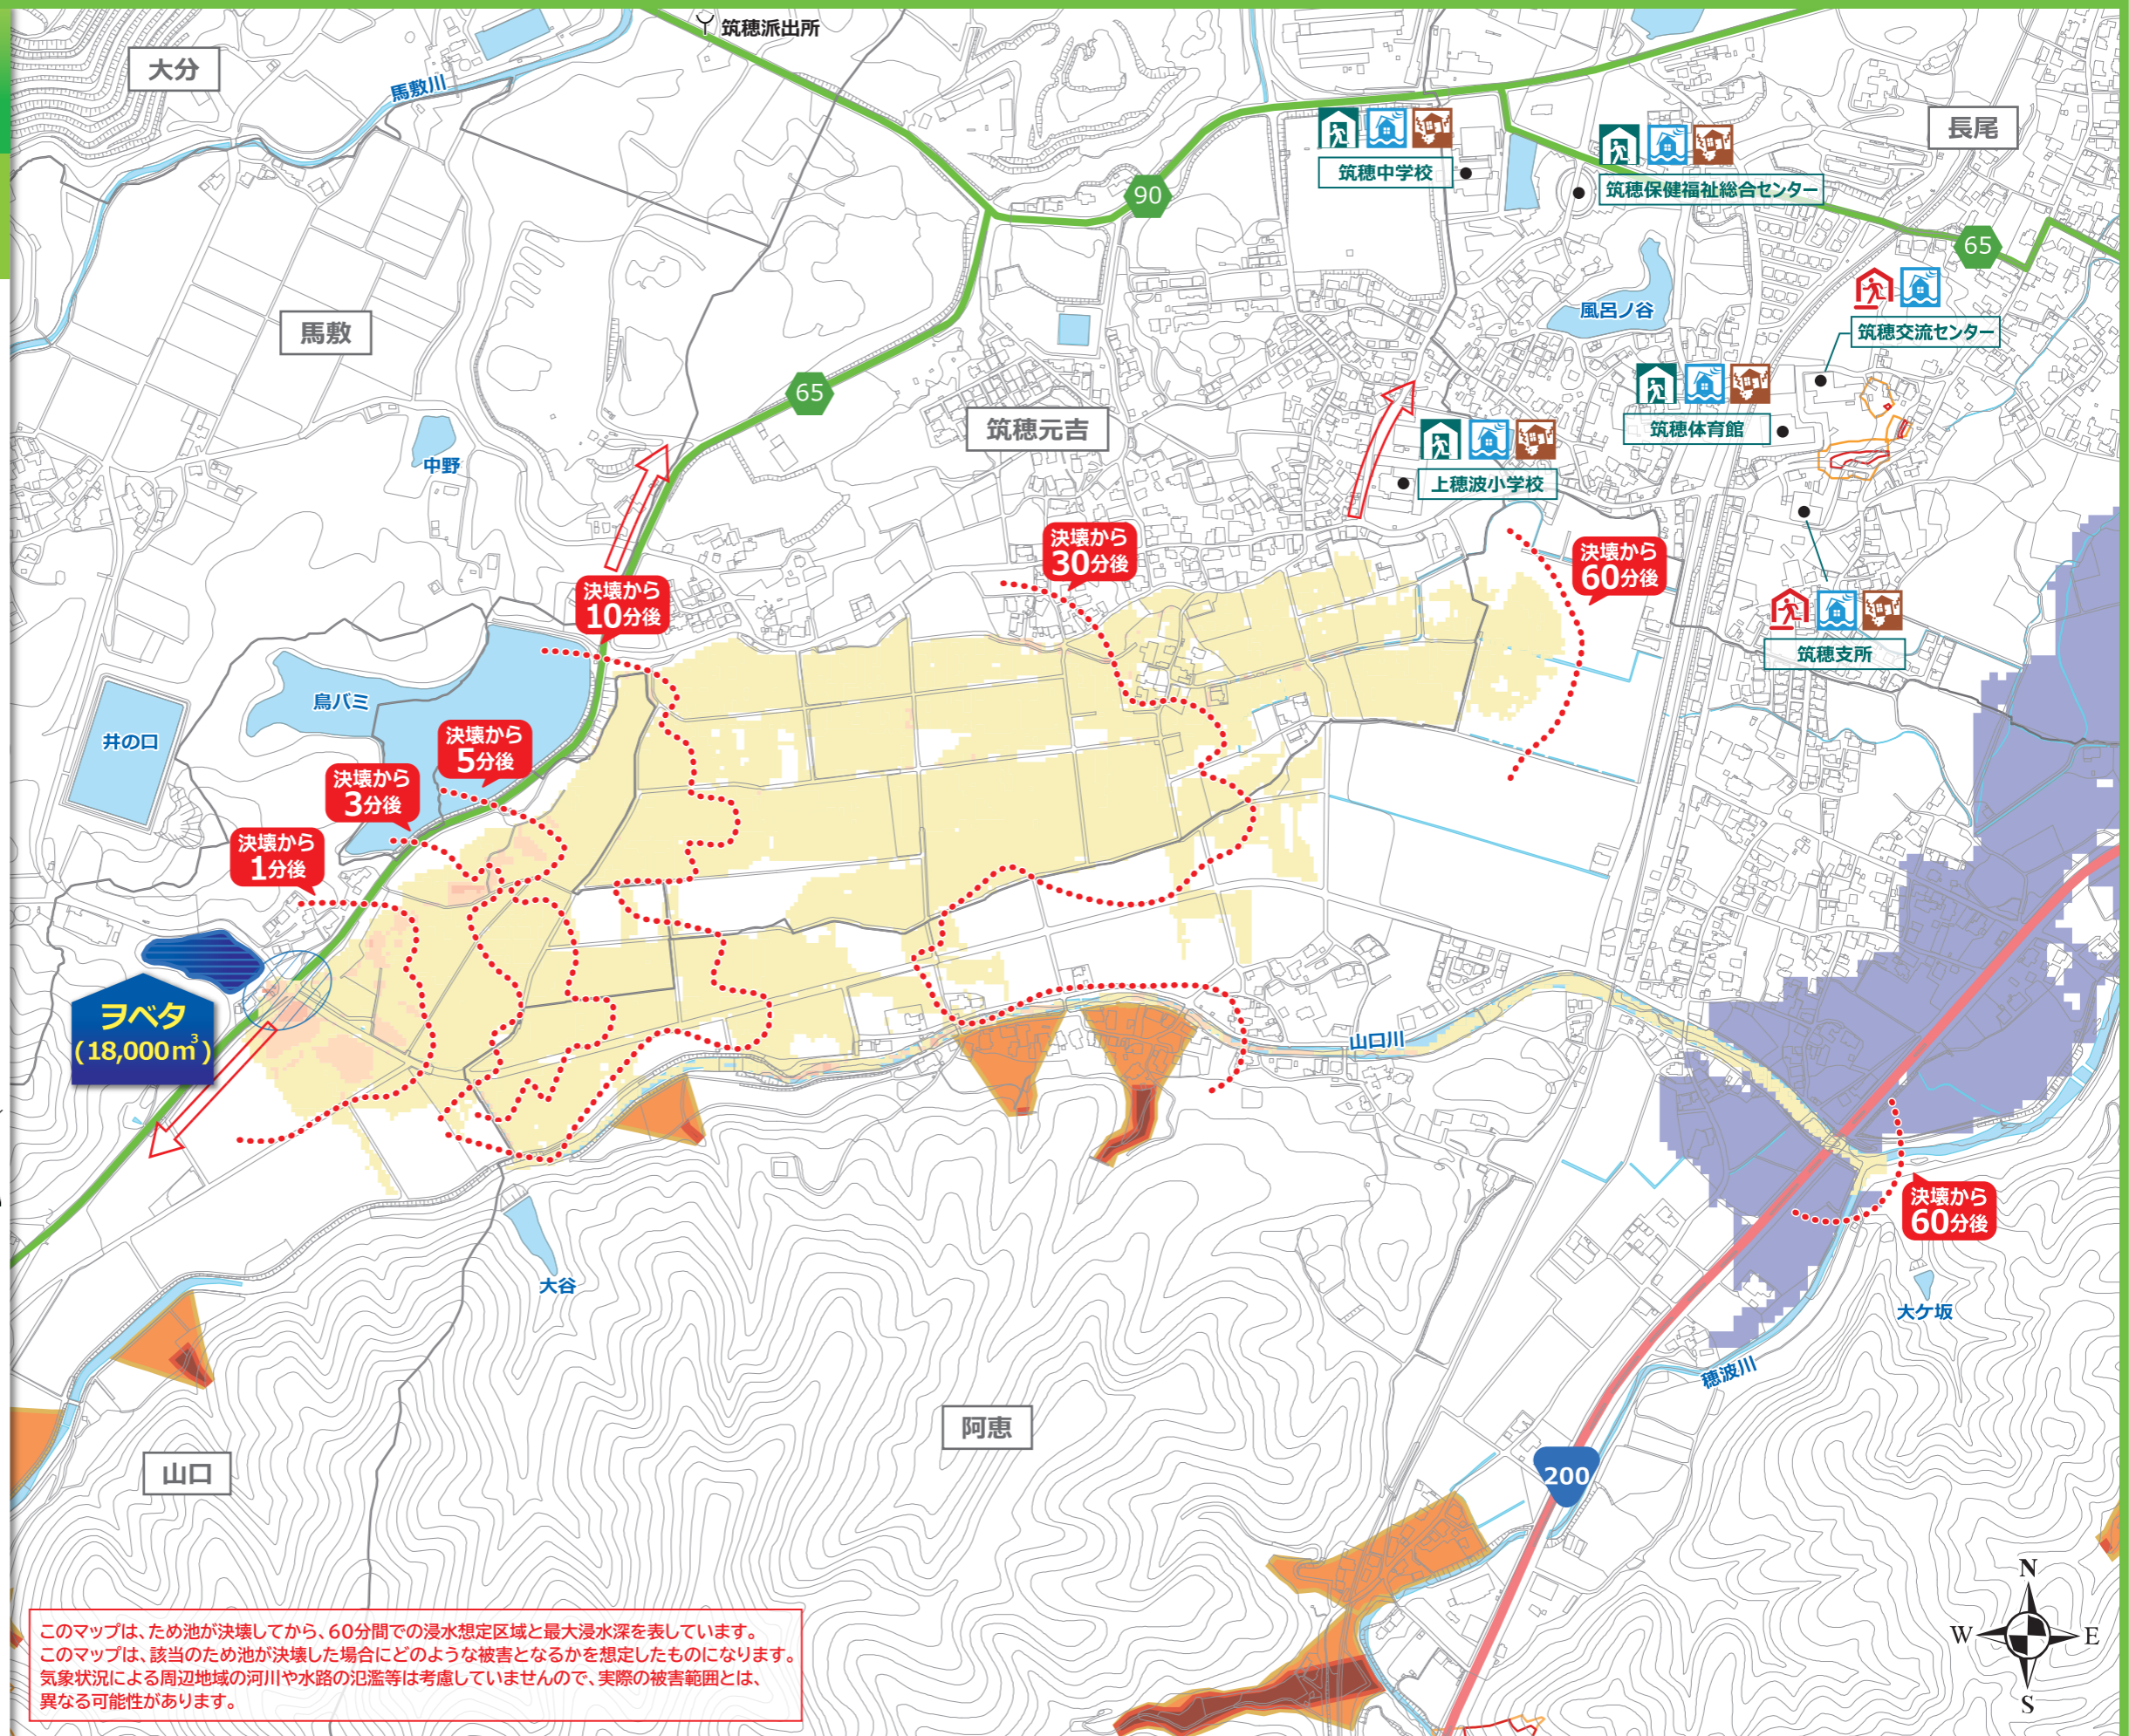 筑穂派出所
大分
馬敷川
長尾
筑穂中学校
筑穂保健福祉総合センター
90
65
馬敷
風呂ノ谷
筑穂交流センター
65
筑穂元吉
筑穂体育館
中野
上穂波小学校
決壊から
30分後
決壊から
60分後
決壊から
10分後
筑穂支所
鳥バミ
井の口
決壊から
5分後
決壊から
3分後
決壊から
1分後
ヲベタ
(18,000m³)
山口川
決壊から
60分後
大谷
大ケ坂
穂波川
阿恵
山口
200
N
W
E
S
このマップは、ため池が決壊してから、60分間での浸水想定区域と最大浸水深を表しています。
このマップは、該当のため池が決壊した場合にどのような被害となるかを想定したものになります。
気象状況による周辺地域の河川や水路の氾濫等は考慮していませんので、実際の被害範囲とは、
異なる可能性があります。